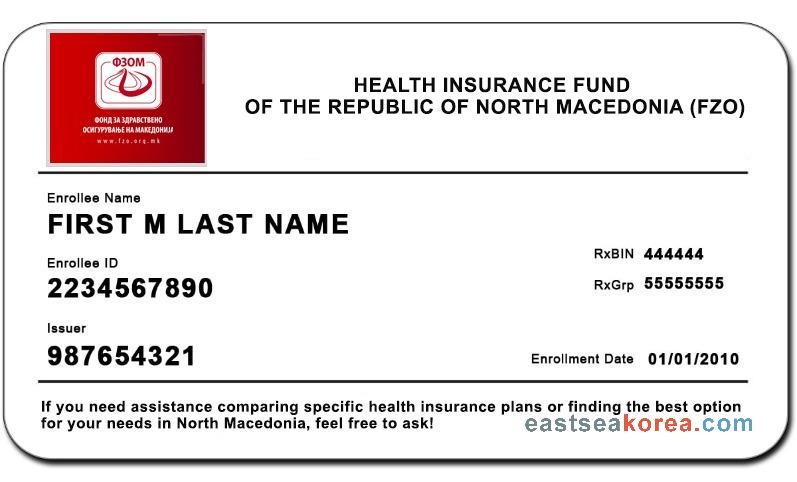 ФЗОМ
ФОНД ЗА ЗДРАВСТВЕНО
ОСИГУРУВАЊЕ НА МАКЕДОНИЈА
www.fzo.org.mk
HEALTH INSURANCE FUND
OF THE REPUBLIC OF NORTH MACEDONIA (FZO)
Enrollee Name
FIRST M LAST NAME
Enrollee ID
2234567890
RxBIN 444444
RxGrp 55555555
Issuer
987654321
Enrollment Date 01/01/2010
If you need assistance comparing specific health insurance plans or finding the best option
for your needs in North Macedonia, feel free to ask!
eastseakorea.com